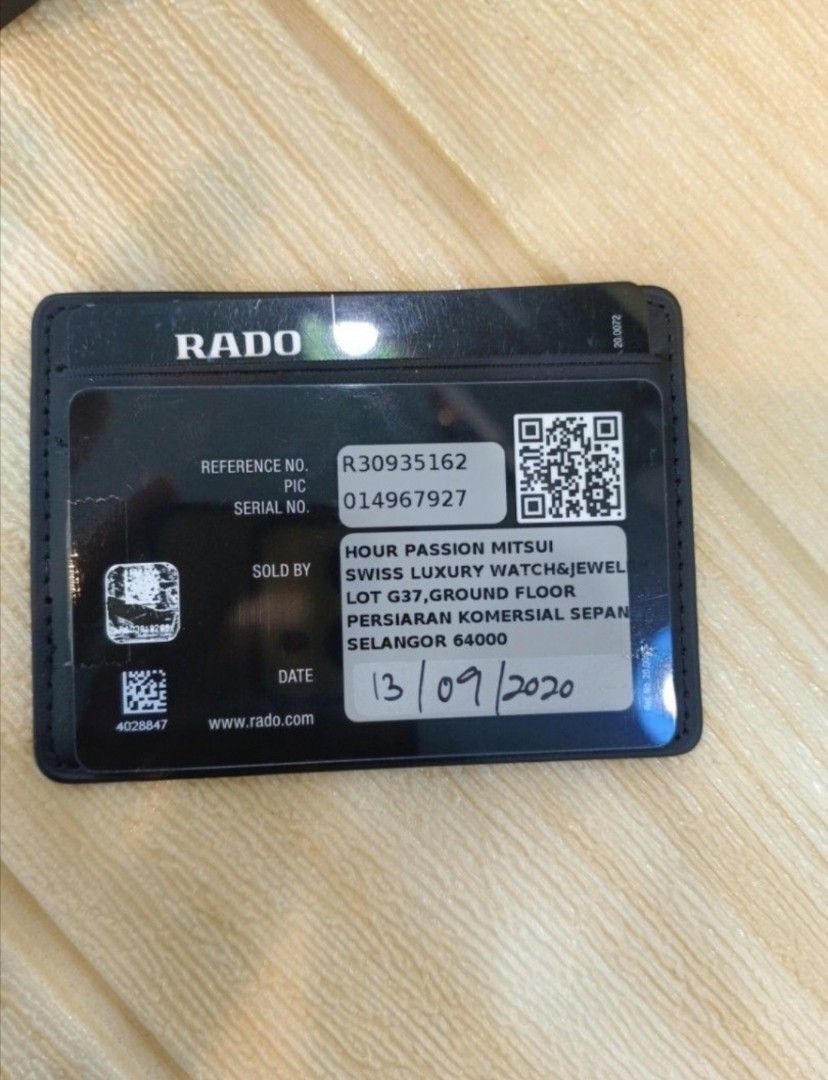 RADO
20.0072
REFERENCE NO. R30935162
PIC
SERIAL NO. 014967927
SOLD BY HOUR PASSION MITSUI
SWISS LUXURY WATCH&JEWEL
LOT G37,GROUND FLOOR
PERSIARAN KOMERSIAL SEPAN
SELANGOR 64000
DATE 13/09/2020
4028847 www.rado.com